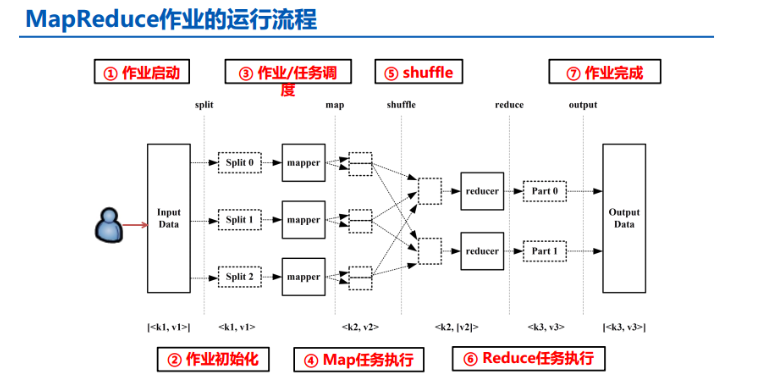 MapReduce作业的运行流程
① 作业启动
③ 作业/任务调
度
⑤ shuffle
⑦ 作业完成
split
map
shuffle
reduce
output
Split 0
mapper
Input
Data
Split 1
mapper
Split 2
mapper
reducer
Part 0
reducer
Part 1
Output
Data
|<k1, v1>|
<k1, v1>
<k2, v2>
<k2, |v2|>
<k3, v3>
|<k3, v3>|
② 作业初始化
④ Map任务执行
⑥ Reduce任务执行